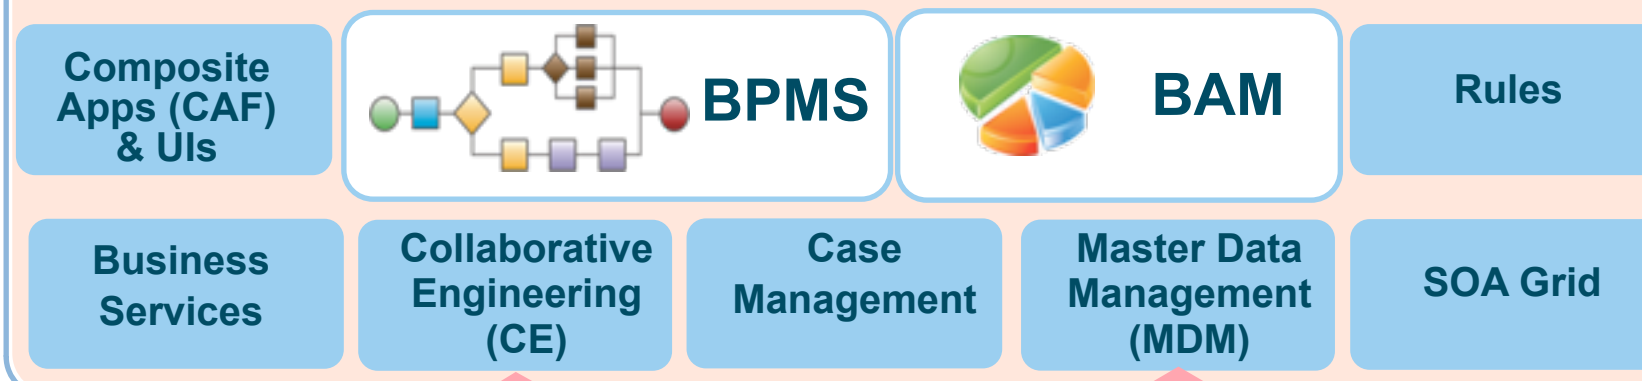 Composite
Apps (CAF)
& UIs
BPMS
BAM
Rules
Business
Services
Collaborative
Engineering
(CE)
Case
Management
Master Data
Management
(MDM)
SOA Grid